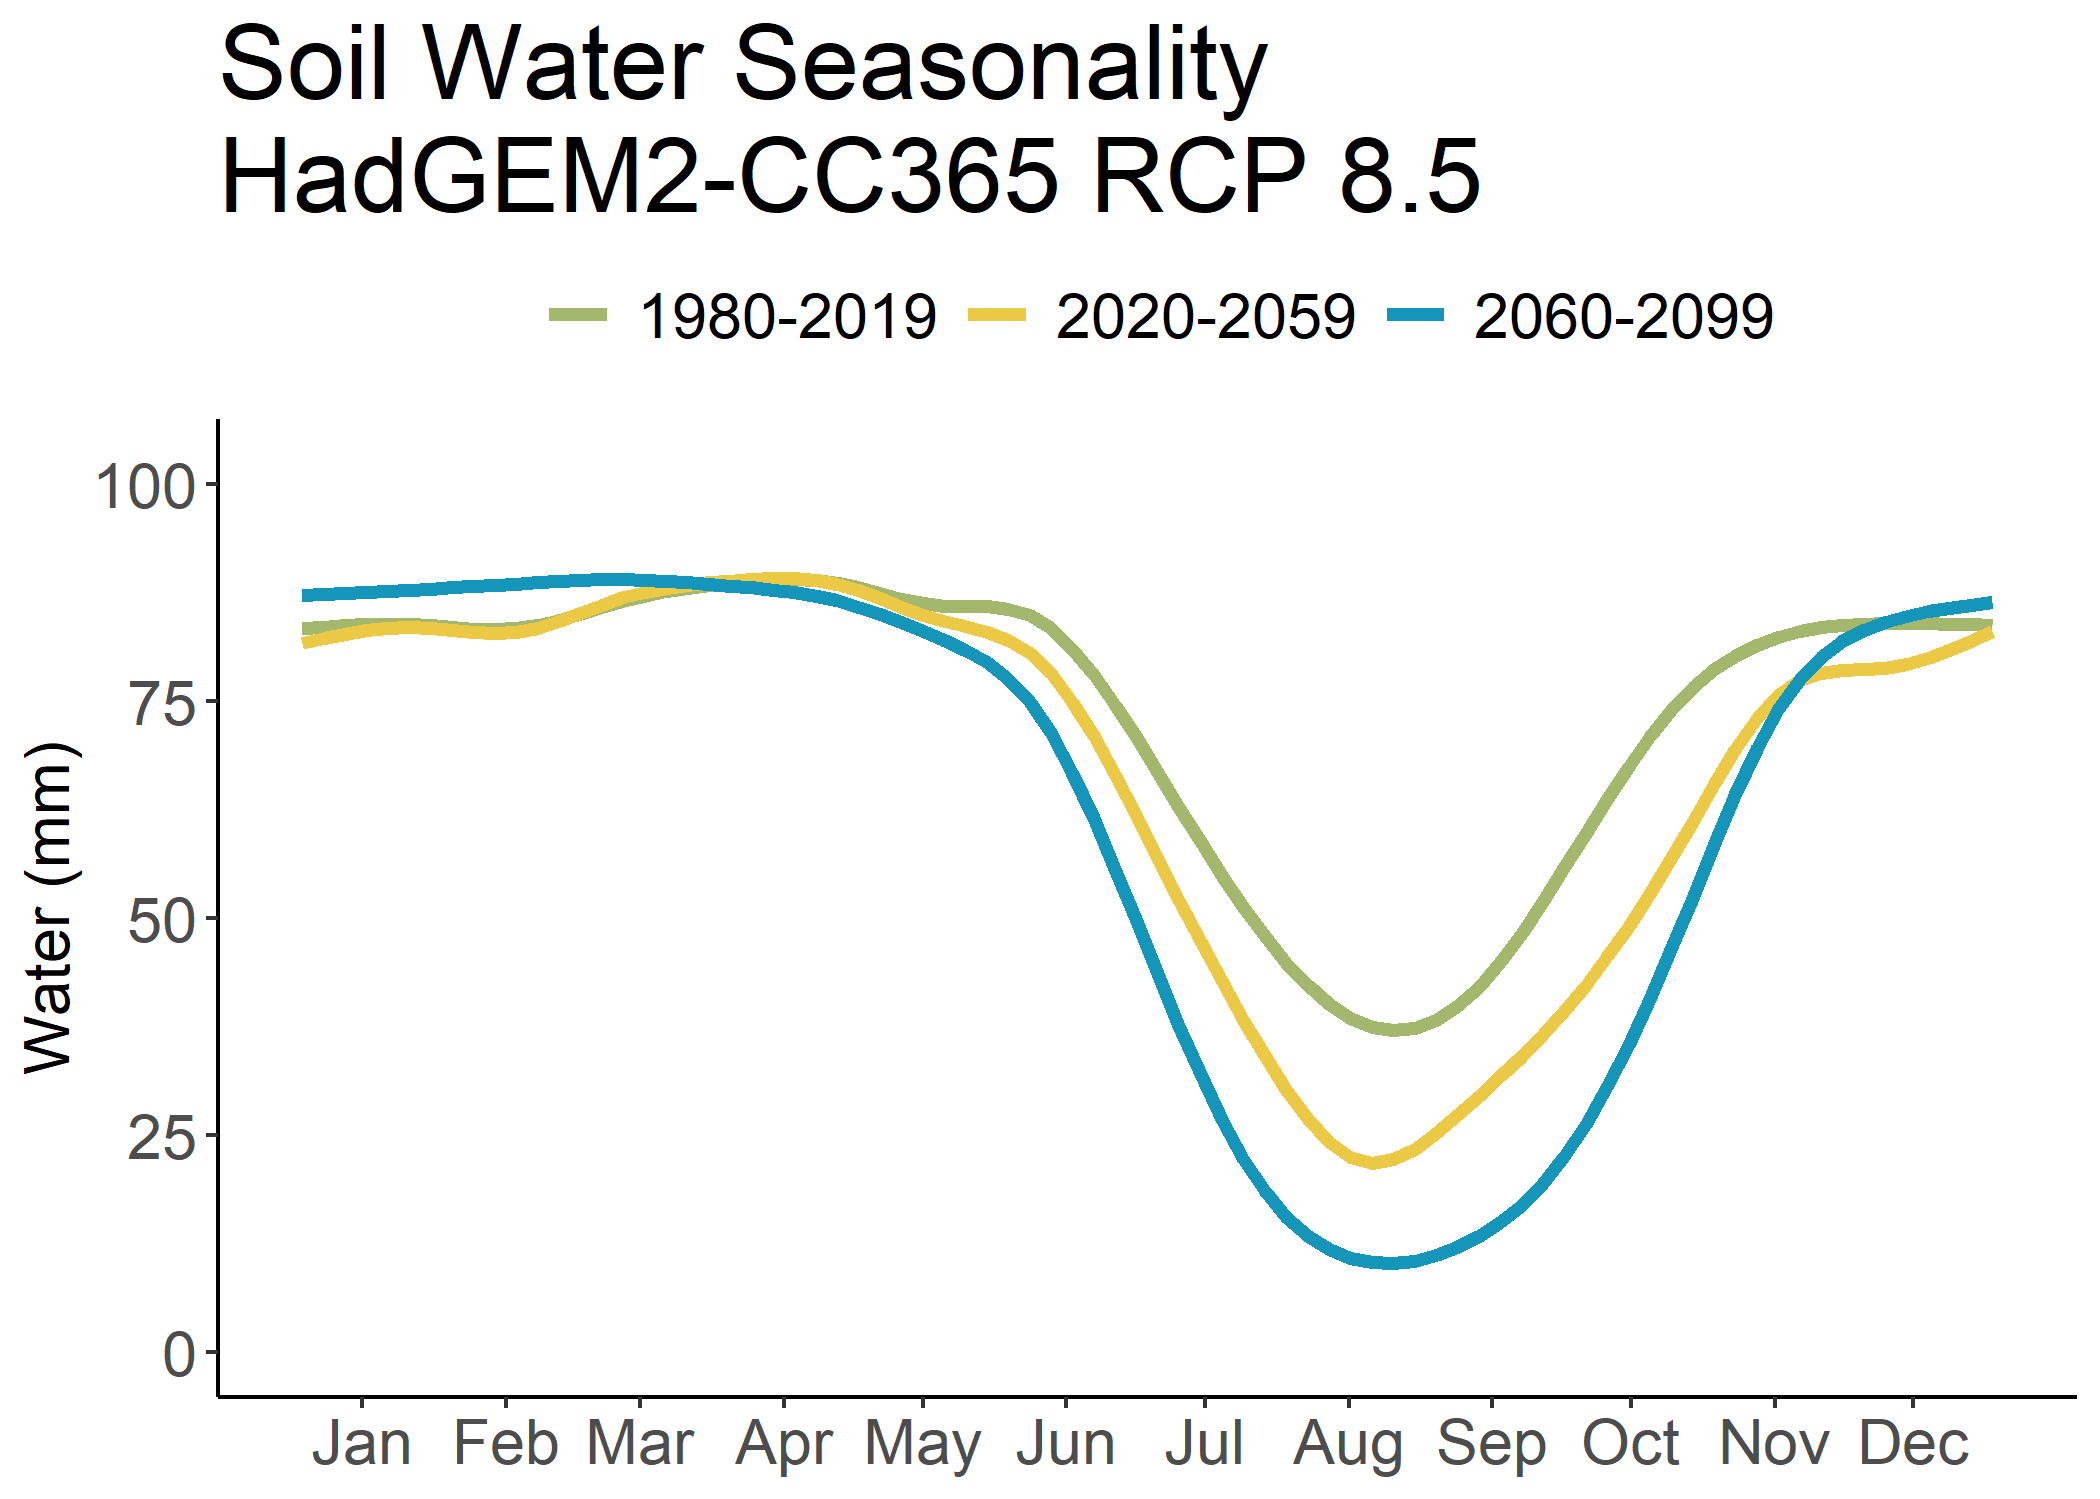 Soil Water Seasonality
HadGEM2-CC365 RCP 8.5
1980-2019 2020-2059 2060-2099
100
75
50
25
0
Water (mm)
Jan Feb Mar Apr May Jun Jul Aug Sep Oct Nov Dec